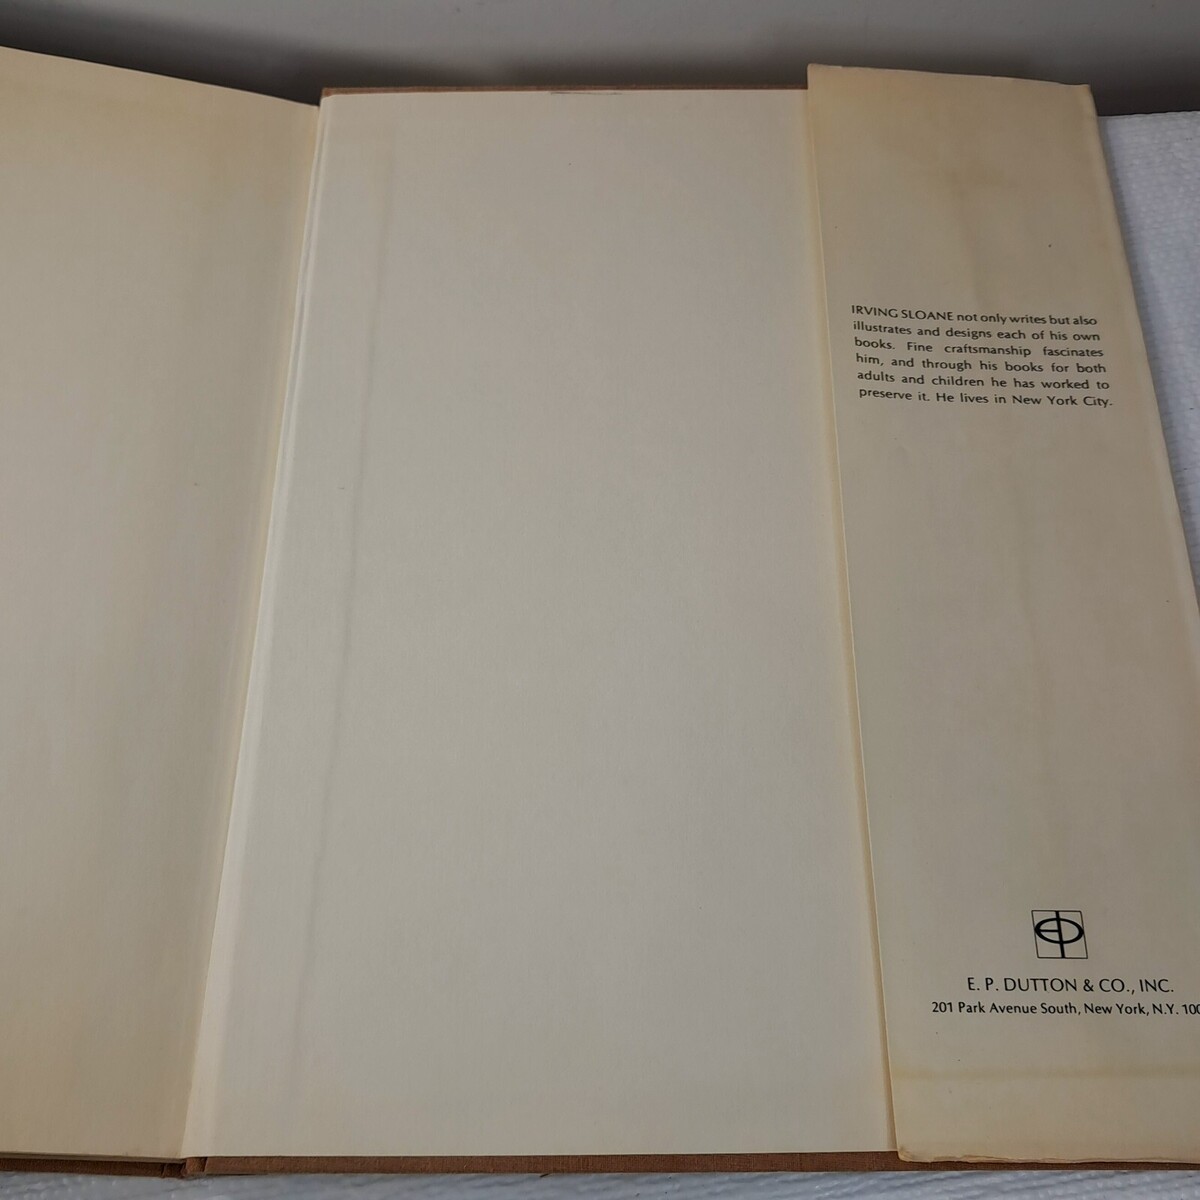 IRVING SLOANE not only writes but also
illustrates and designs each of his own
books. Fine craftsmanship fascinates
him, and through his books for both
adults and children he has worked to
preserve it. He lives in New York City.
E. P. DUTTON & CO., INC.
201 Park Avenue South, New York, N.Y.